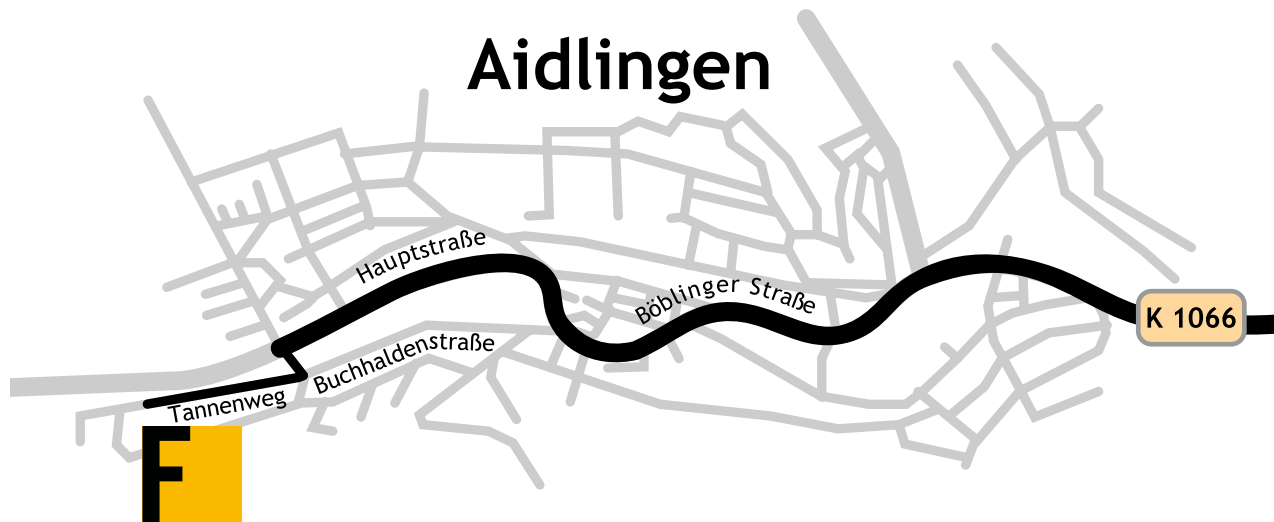 Aidlingen
Hauptstraße
Böblinger Straße
K 1066
Buchhaldenstraße
Tannenweg
F